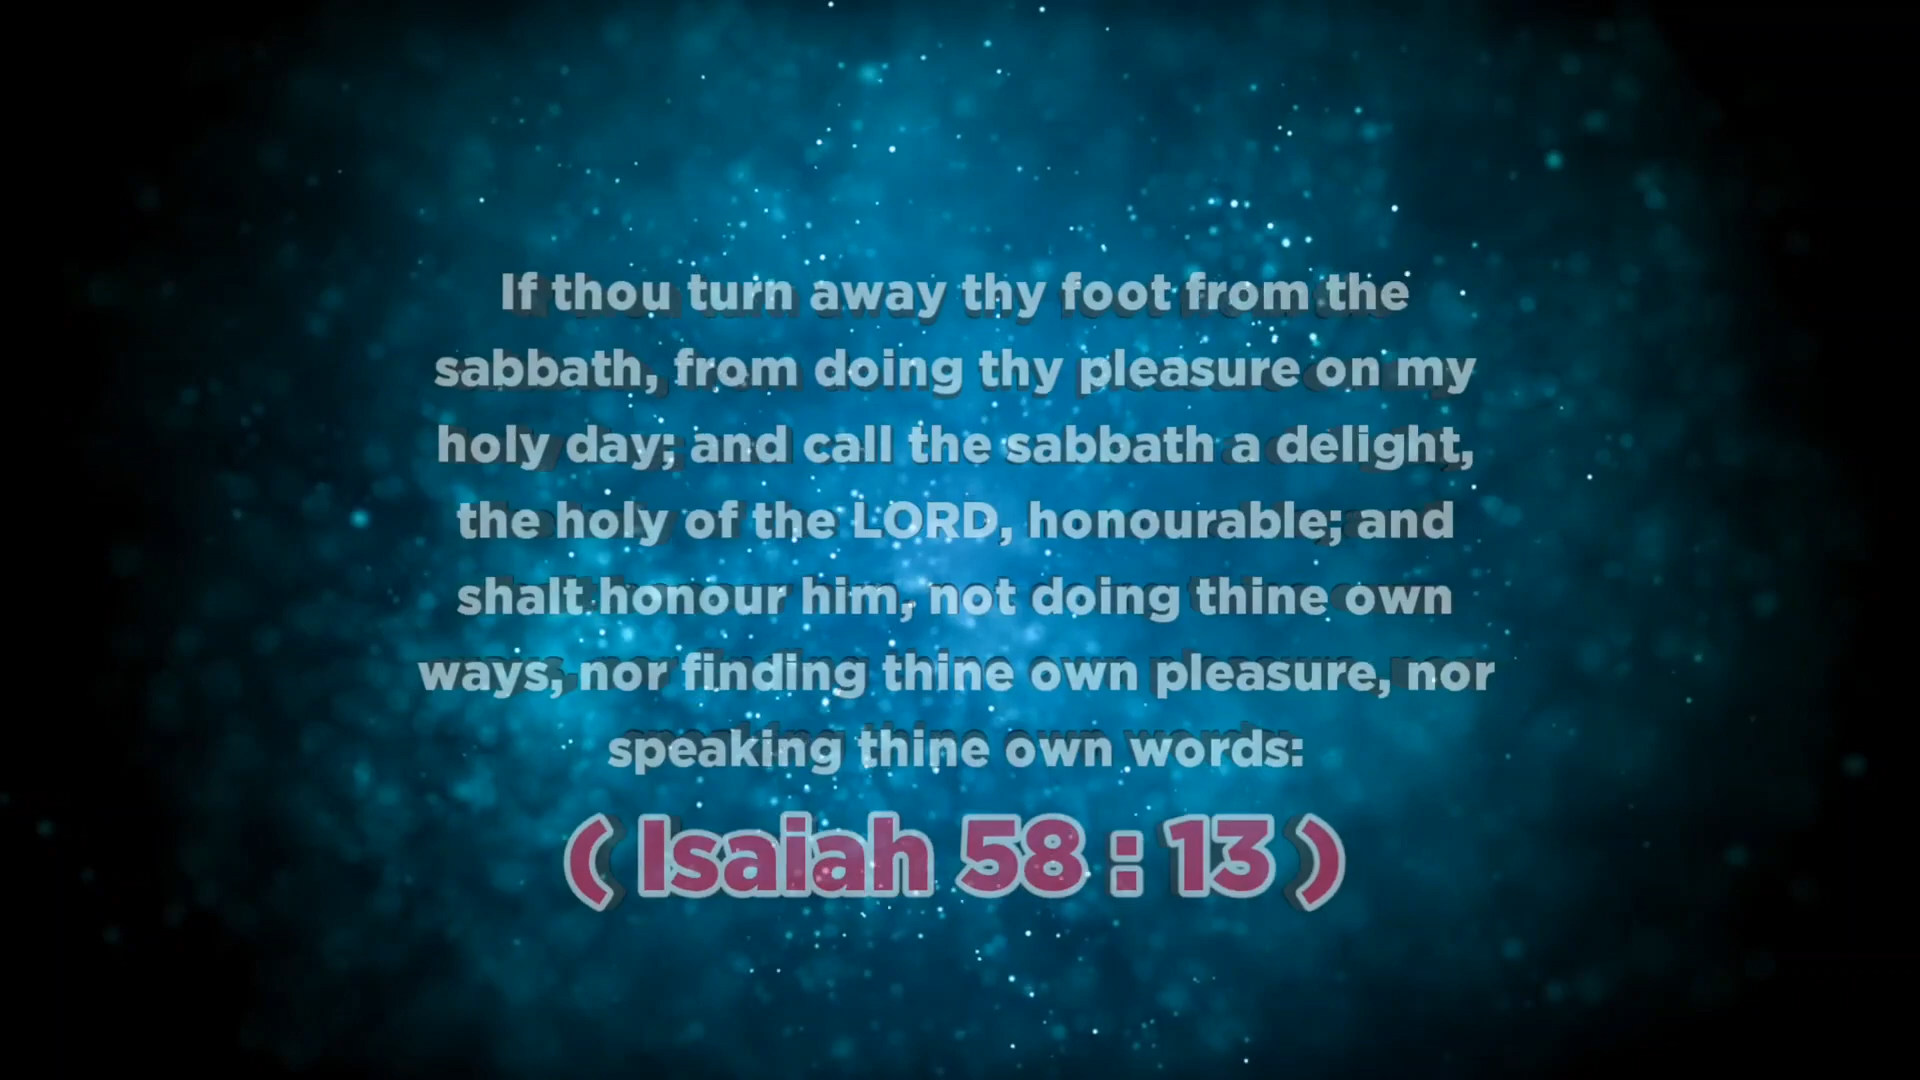 If thou turn away thy foot from the
sabbath, from doing thy pleasure on my
holy day; and call the sabbath a delight,
the holy of the LORD, honourable; and
shalt honour him, not doing thine own
ways, nor finding thine own pleasure, nor
speaking thine own words:
( Isaiah 58 : 13 )